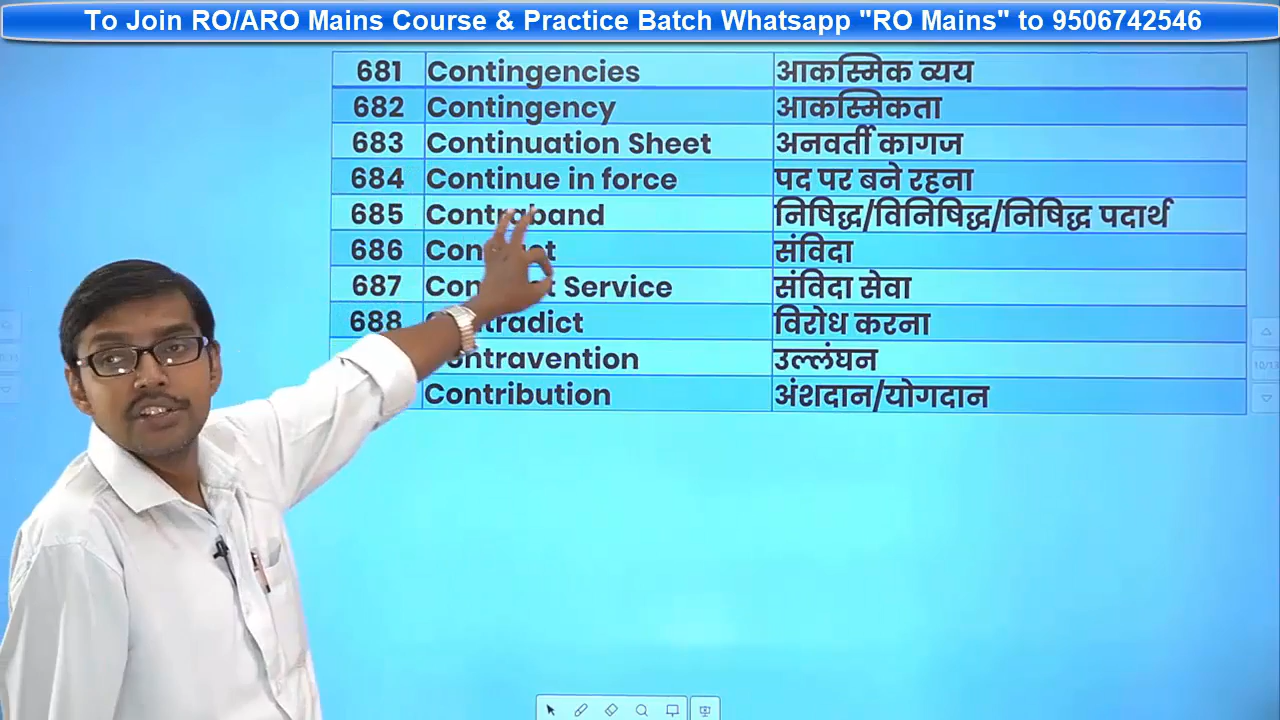 To Join RO/ARO Mains Course & Practice Batch Whatsapp "RO Mains" to 9506742546
681 Contingencies आकस्मिक व्यय
682 Contingency आकस्मिकता
683 Continuation Sheet अनवर्ती कागज
684 Continue in force पद पर बने रहना
685 Contraband निषिद्ध/विनिषिद्ध/निषिद्ध पदार्थ
686 संविदा
687 Service संविदा सेवा
688 विरोध करना
उल्लंघन
Contribution अंशदान/योगदान